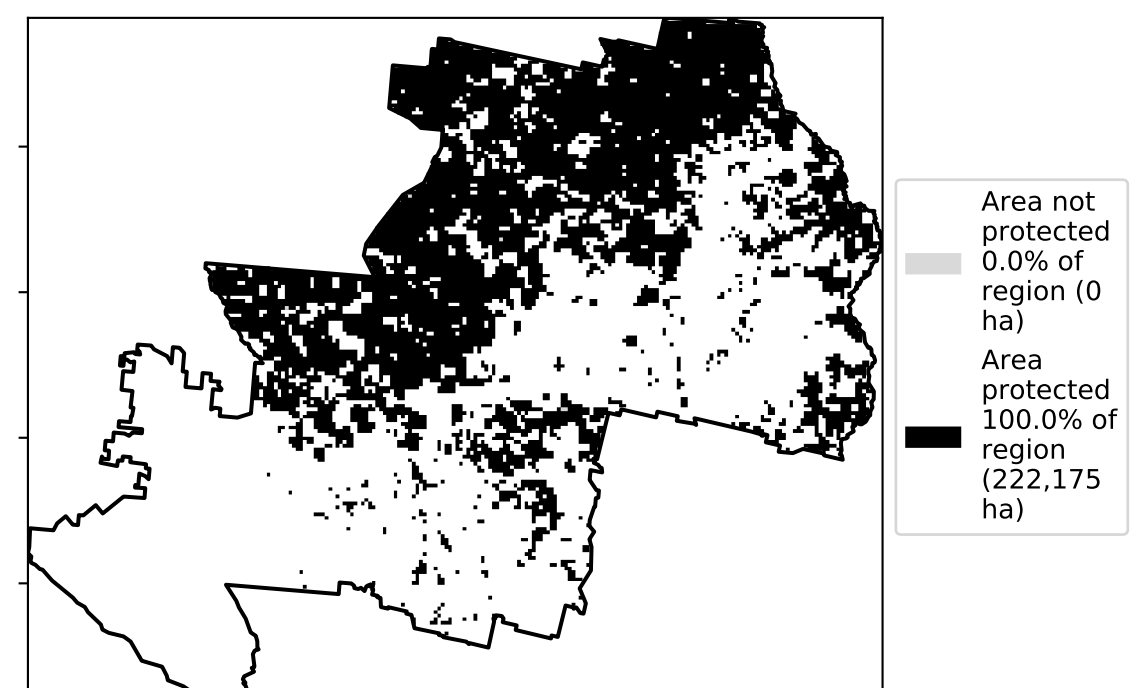 Area not
protected
0.0% of
region (0
ha)
Area
protected
100.0% of
region
(222,175
ha)